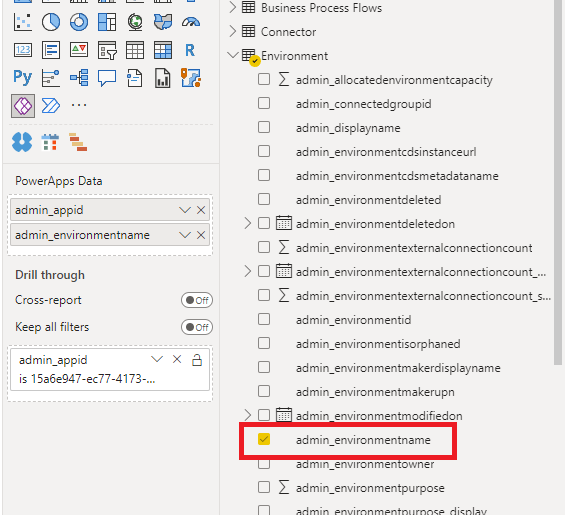 123
R
Py
PowerApps Data
admin_appid
admin_environmentname
Drill through
Cross-report
Off
Keep all filters
Off
admin_appid
is 15a6e947-ec77-4173-...
Business Process Flows
Connector
Environment
admin_allocatedenvironmentcapacity
admin_connectedgroupid
admin_displayname
admin_environmentcdsinstanceurl
admin_environmentcdsmetadataname
admin_environmentdeleted
admin_environmentdeletedon
admin_environmentexternalconnectioncount
admin_environmentexternalconnectioncount_...
admin_environmentexternalconnectioncount_s...
admin_environmentid
admin_environmentisorphaned
admin_environmentmakerdisplayname
admin_environmentmakerupn
admin_environmentmodifiedon
admin_environmentname
admin_environmentowner
admin_environmentpurpose
admin_environmentpurpose_display